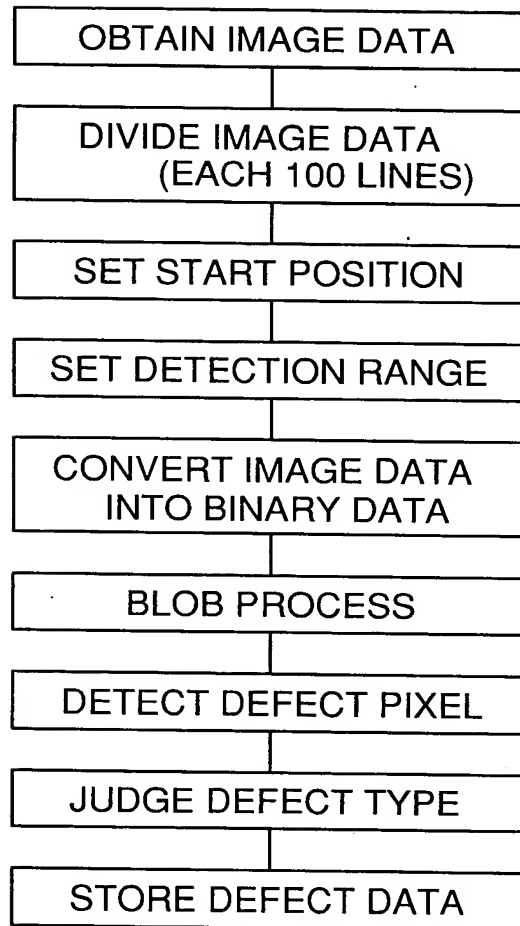 OBTAIN IMAGE DATA
DIVIDE IMAGE DATA
(EACH 100 LINES)
SET START POSITION
SET DETECTION RANGE
CONVERT IMAGE DATA
INTO BINARY DATA
BLOB PROCESS
DETECT DEFECT PIXEL
JUDGE DEFECT TYPE
STORE DEFECT DATA